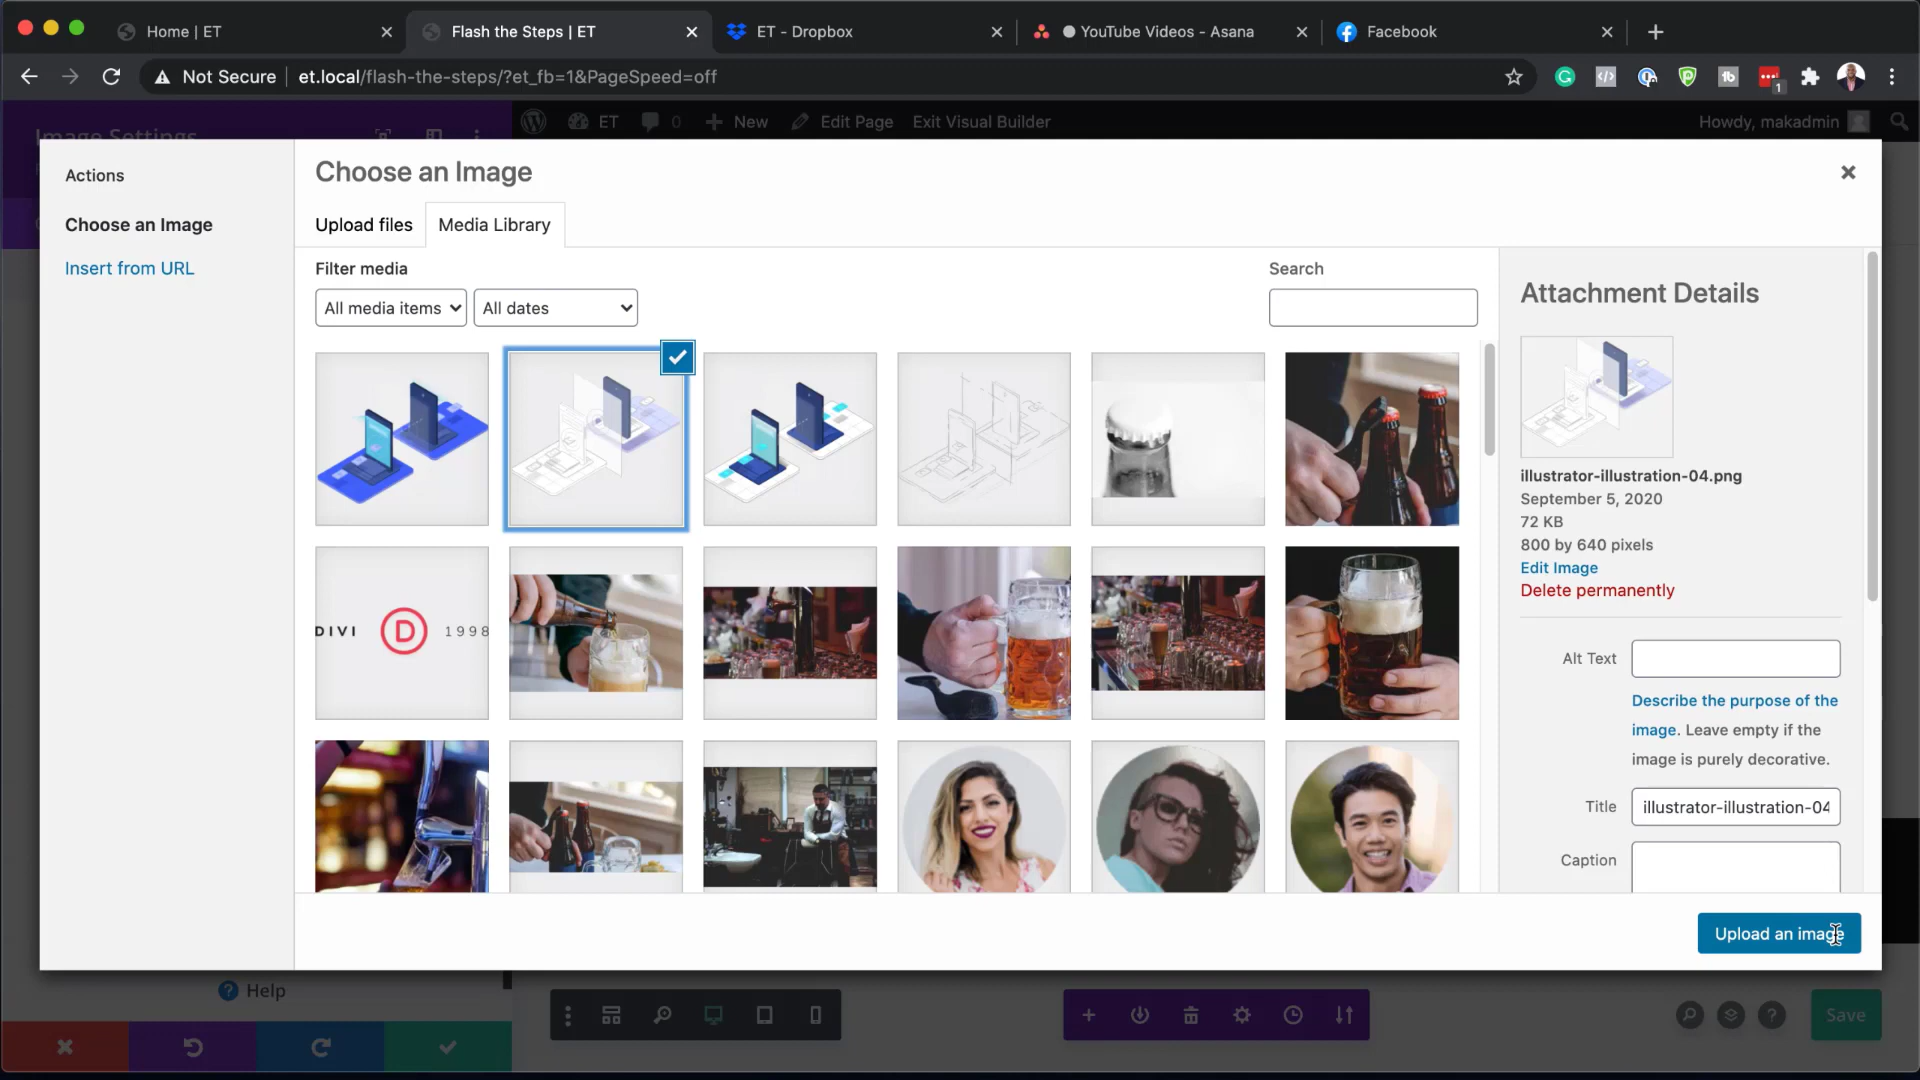 Home | ET
Flash the Steps | ET
ET - Dropbox
YouTube Videos - Asana
Facebook
Not Secure
et.local/flash-the-steps/?et_fb=1&PageSpeed=off
1
Image Settings
ET
0
New
Edit Page
Exit Visual Builder
Howdy, makadmin
Actions
Choose an Image
Insert from URL
Choose an Image
Upload files
Media Library
Filter media
All media items
All dates
Search
DIVI D 1998
Attachment Details
illustrator-illustration-04.png
September 5, 2020
72 KB
800 by 640 pixels
Edit Image
Delete permanently
Alt Text
Describe the purpose of the
image. Leave empty if the
image is purely decorative.
Title
illustrator-illustration-04
Caption
Upload an image
Help
Save